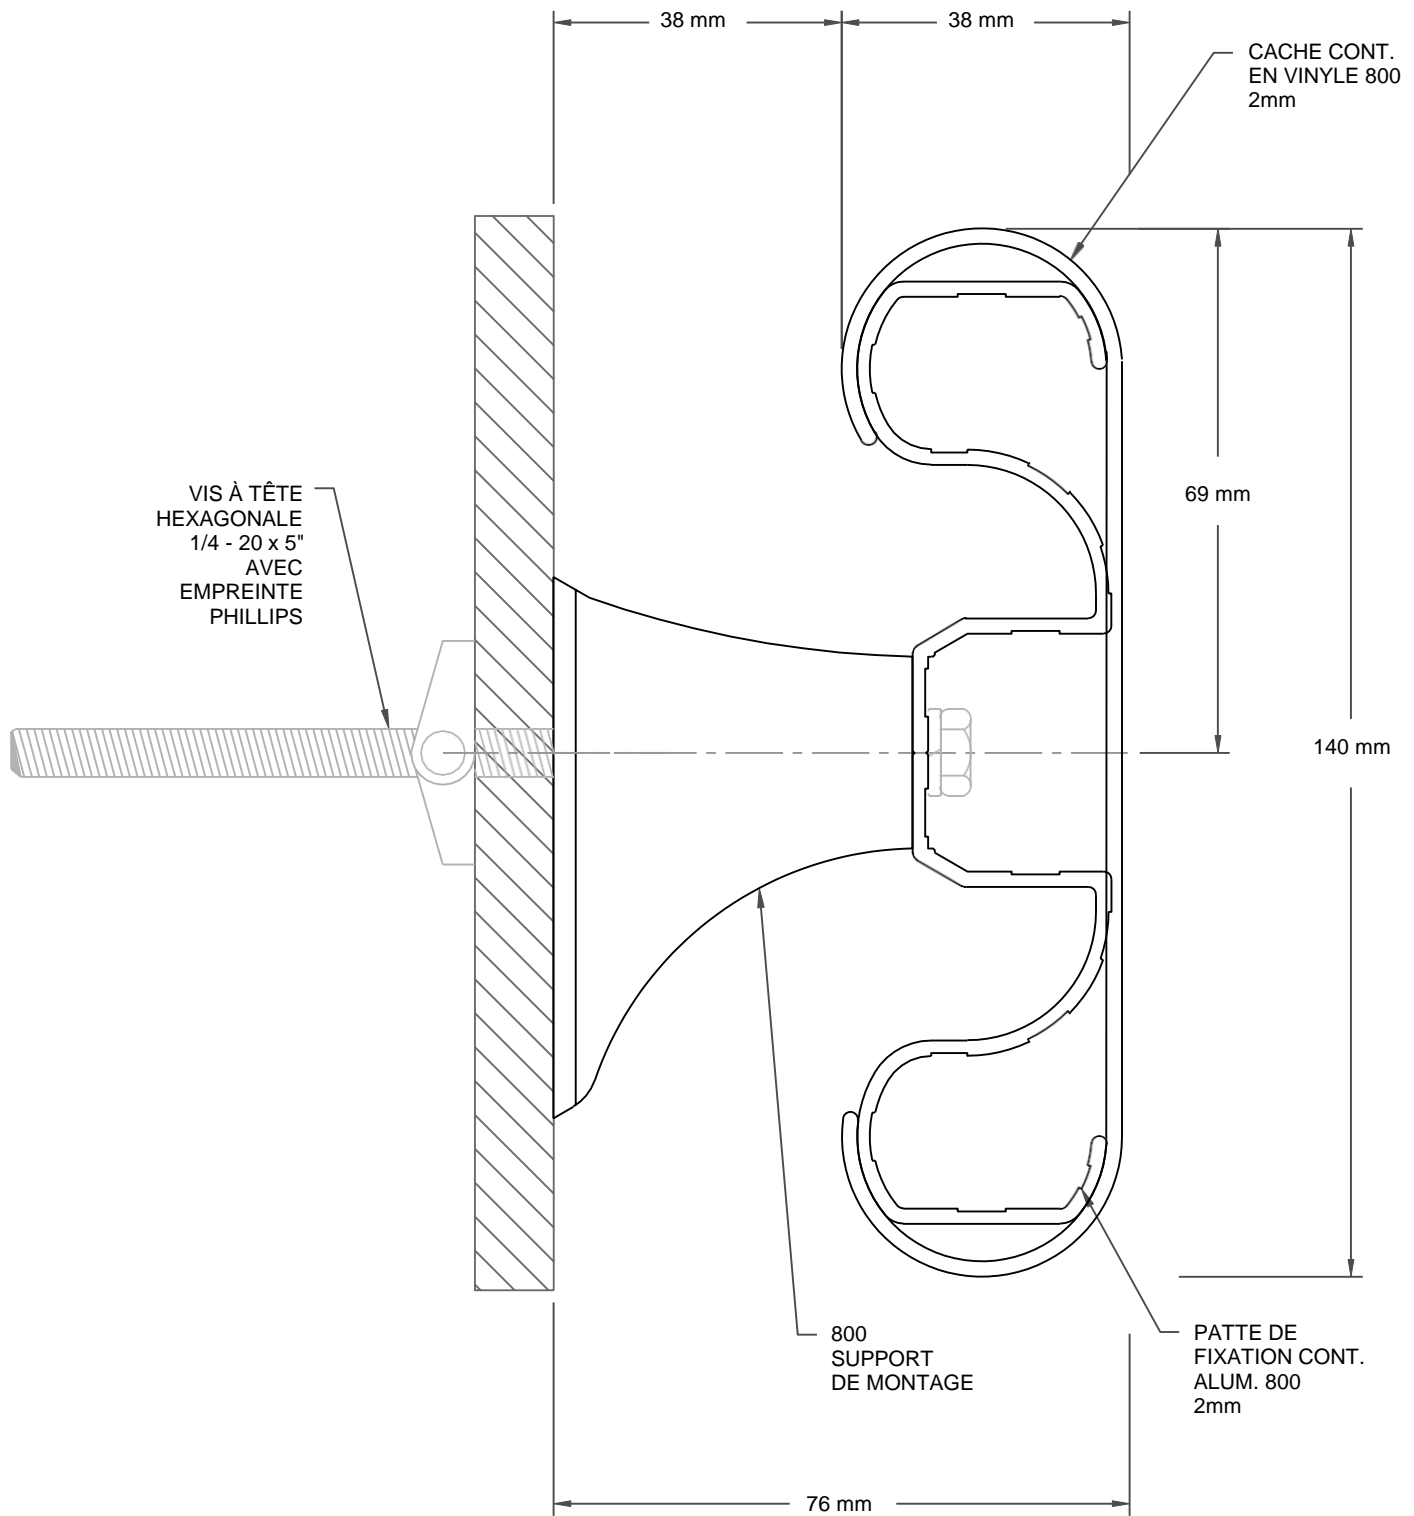 38 mm
38 mm
CACHE CONT.
EN VINYLE 800
2mm
VIS À TÊTE
HEXAGONALE
1/4 - 20 x 5"
AVEC
EMPREINTE
PHILLIPS
69 mm
140 mm
800
SUPPORT
DE MONTAGE
PATTE DE
FIXATION CONT.
ALUM. 800
2mm
76 mm